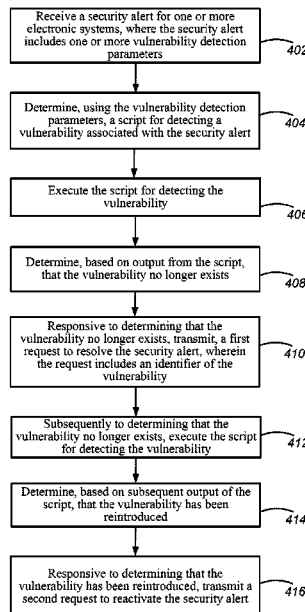 Receive a security alert for one or more
electronic systems, where the security alert
includes one or more vulnerability detection
parameters
402
Determine, using the vulnerability detection
parameters, a script for detecting
a vulnerability associated with the security alert
404
Execute the script for detecting the
vulnerability
406
Determine, based on output from the script,
that the vulnerability no longer exists
408
Responsive to determining that the
vulnerability no longer exists, transmit, a first
request to resolve the security alert, wherein
the request includes an identifier of the
vulnerability
410
Subsequently to determining that the
vulnerability no longer exists, execute the script
for detecting the vulnerability
412
Determine, based on subsequent output of the
script, that the vulnerability has been
reintroduced
414
Responsive to determining that the
vulnerability has been reintroduced, transmit a
second request to reactivate the security alert
418